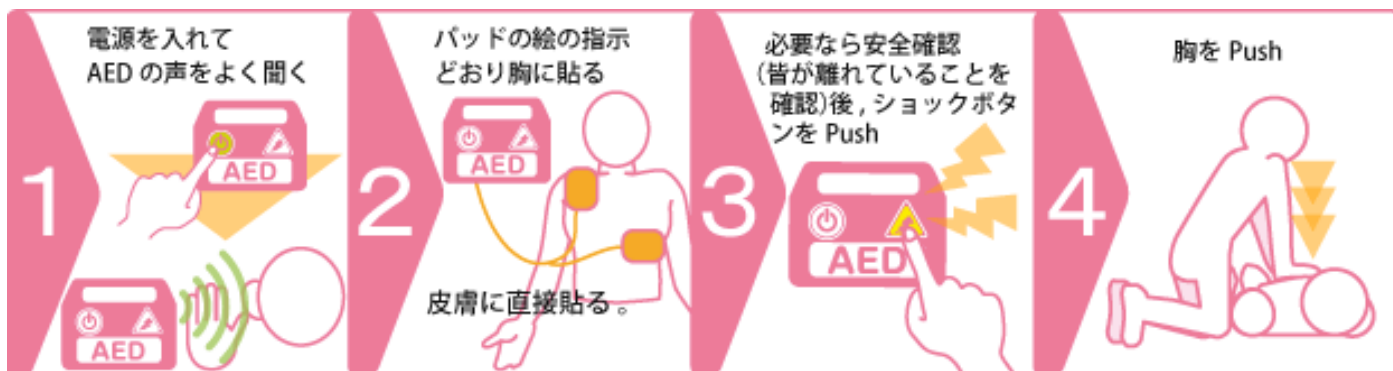 1
電源を入れて
AEDの声をよく聞く
AED
AED
2
パッドの絵の指示
どおり胸に貼る
AED
皮膚に直接貼る。
3
必要なら安全確認
(皆が離れていることを
確認)後,ショックボタ
ンをPush
AED
4
胸をPush